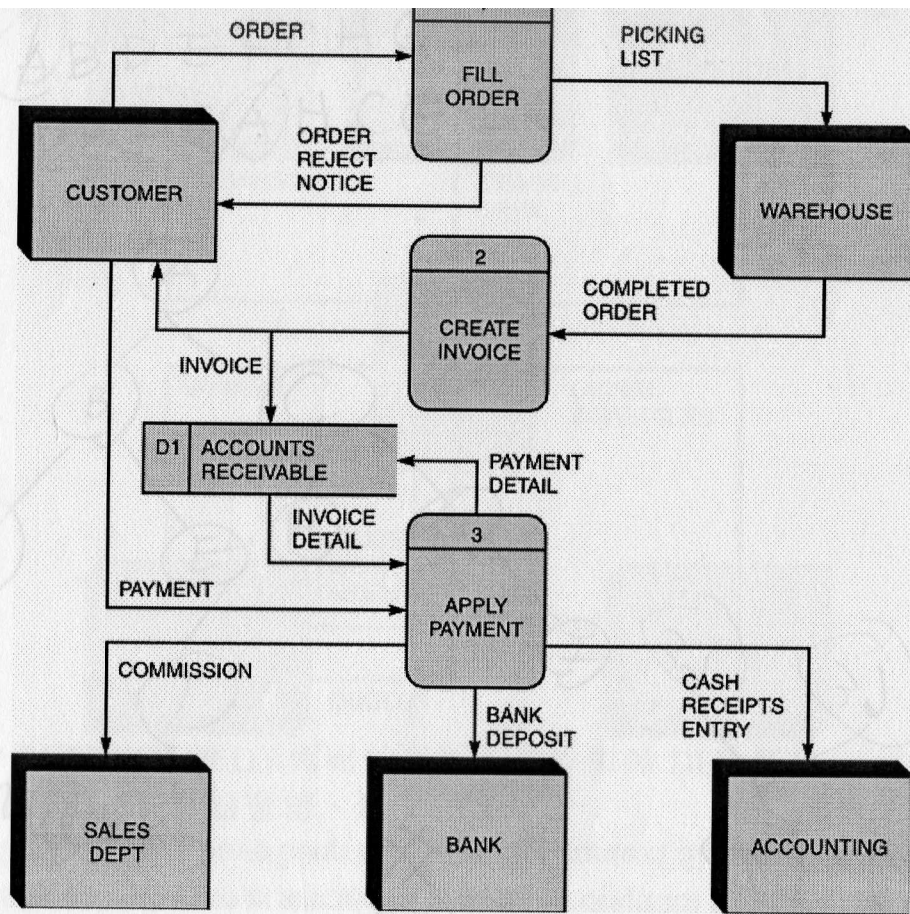 ORDER
FILL
ORDER
PICKING
LIST
ORDER
REJECT
NOTICE
CUSTOMER
WAREHOUSE
2
CREATE
INVOICE
COMPLETED
ORDER
INVOICE
D1 ACCOUNTS
RECEIVABLE
PAYMENT
DETAIL
INVOICE
DETAIL
3
APPLY
PAYMENT
PAYMENT
COMMISSION
BANK
DEPOSIT
CASH
RECEIPTS
ENTRY
SALES
DEPT
BANK
ACCOUNTING